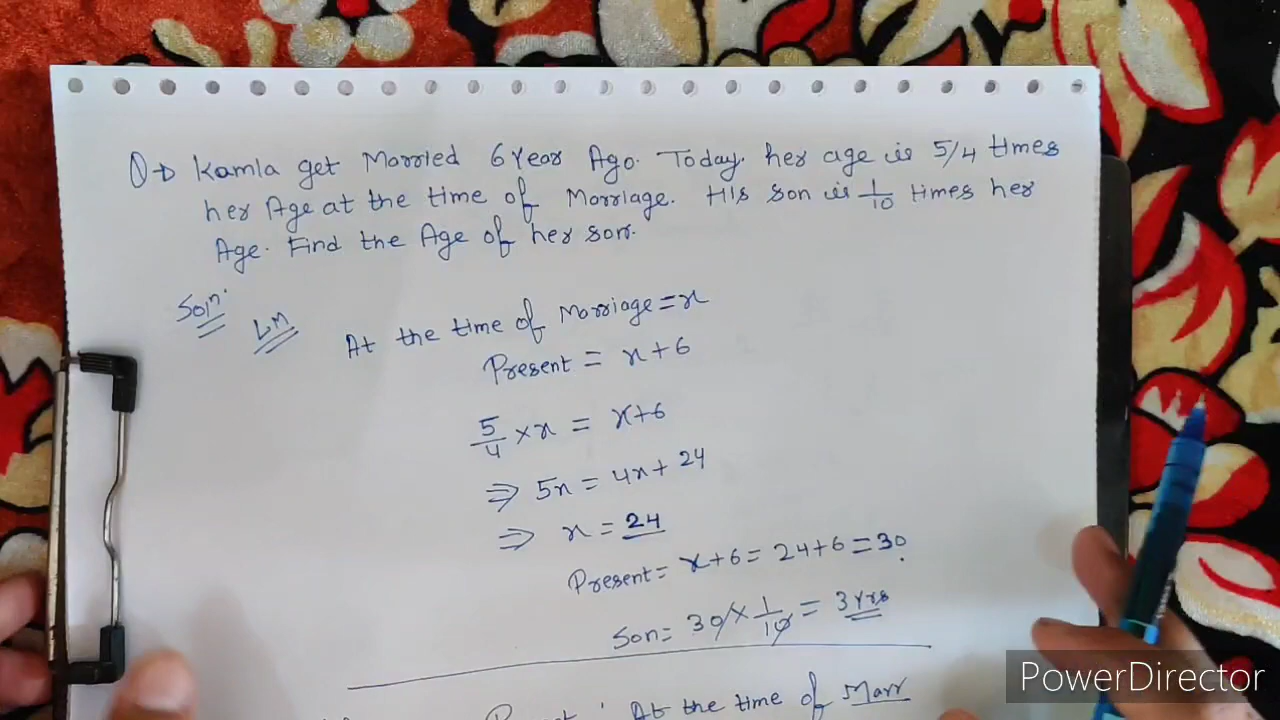 Q→ Kamla get Married 6 Year Ago. Today. her age is 5/4 times
her Age at the time of Marriage. His son is 1/10 times her
Age. Find the Age of her son.
Soln.
LM
At the time of Marriage = x
Present = x+6
5/4 × x = x+6
⇒ 5x = 4x + 24
⇒ x = 24
Present = x+6 = 24+6 = 30.
Son = 30 × 1/10 = 3 yrs
Present : At the time of Marr
PowerDirector